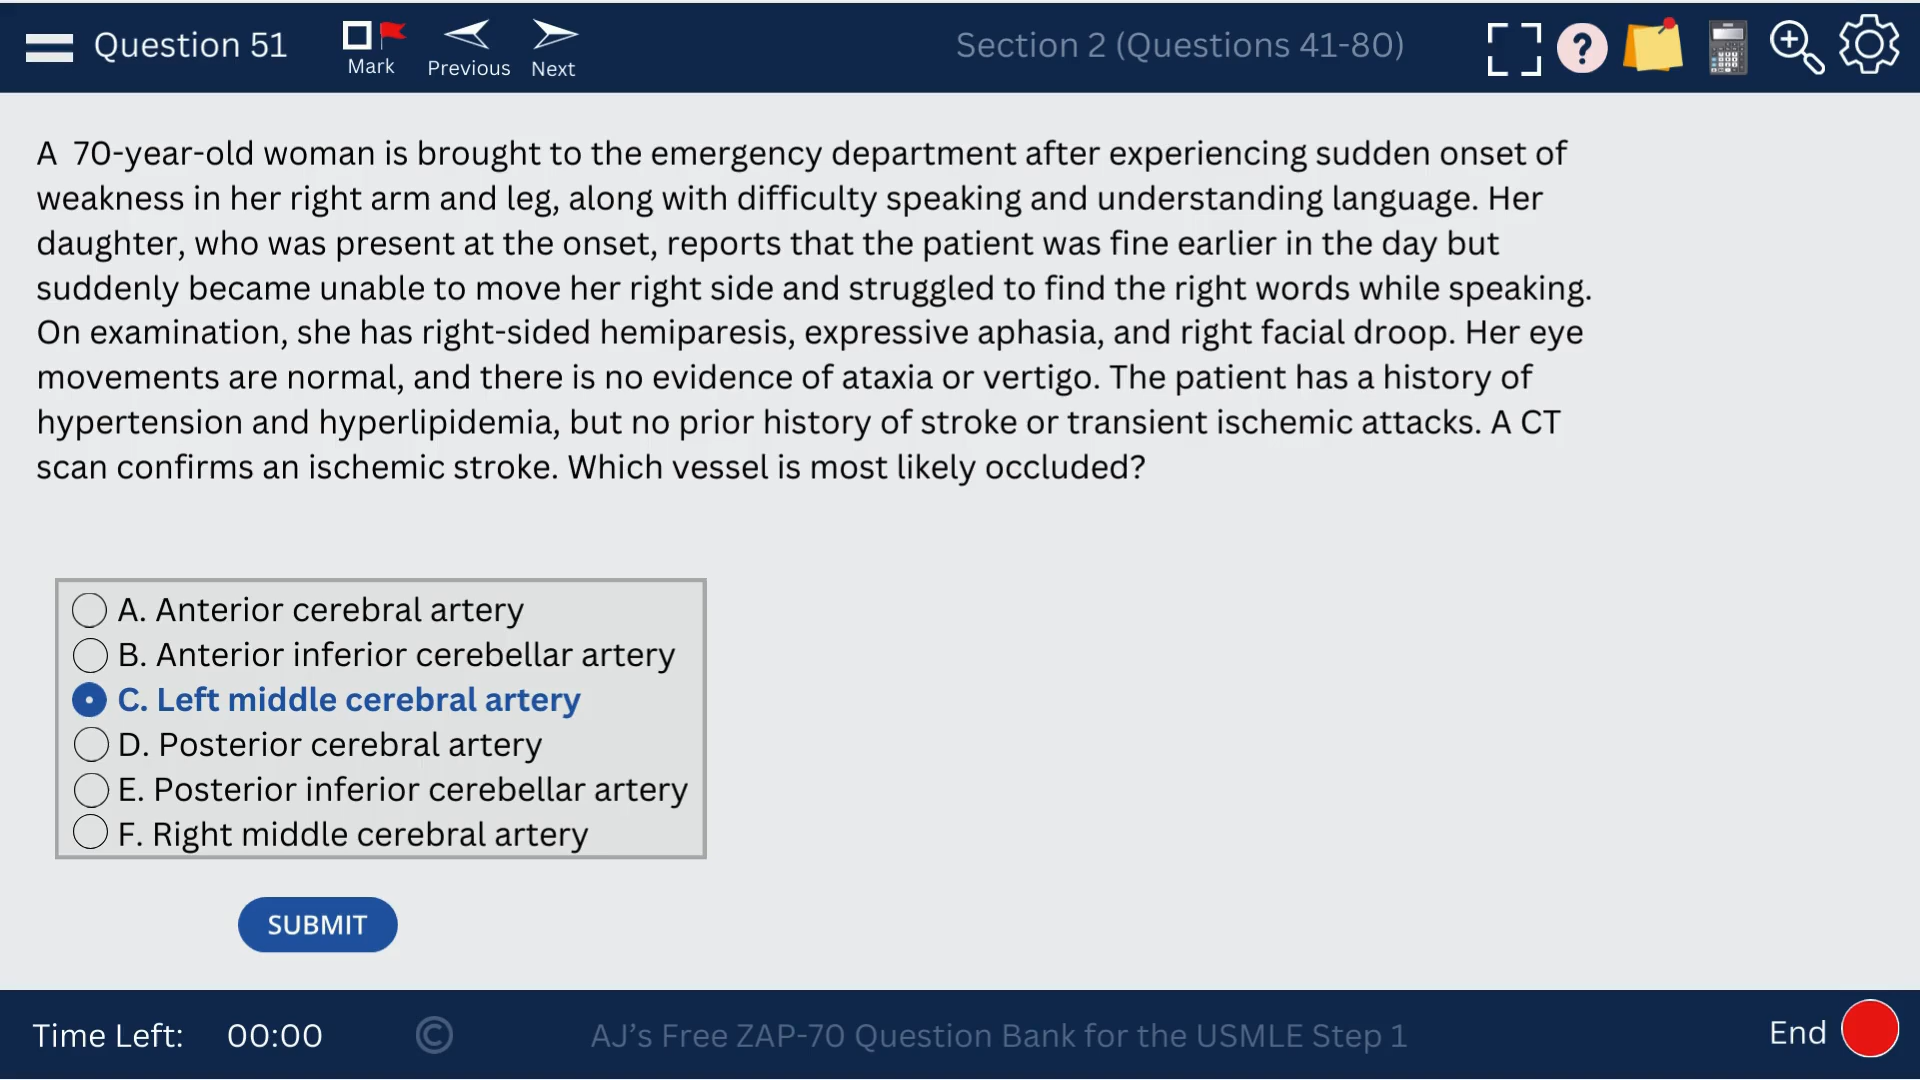 Question 51
Mark
Previous
Next
Section 2 (Questions 41-80)
?
A 70-year-old woman is brought to the emergency department after experiencing sudden onset of
weakness in her right arm and leg, along with difficulty speaking and understanding language. Her
daughter, who was present at the onset, reports that the patient was fine earlier in the day but
suddenly became unable to move her right side and struggled to find the right words while speaking.
On examination, she has right-sided hemiparesis, expressive aphasia, and right facial droop. Her eye
movements are normal, and there is no evidence of ataxia or vertigo. The patient has a history of
hypertension and hyperlipidemia, but no prior history of stroke or transient ischemic attacks. A CT
scan confirms an ischemic stroke. Which vessel is most likely occluded?
A. Anterior cerebral artery
B. Anterior inferior cerebellar artery
C. Left middle cerebral artery
D. Posterior cerebral artery
E. Posterior inferior cerebellar artery
F. Right middle cerebral artery
SUBMIT
Time Left: 00:00
©
AJ’s Free ZAP-70 Question Bank for the USMLE Step 1
End